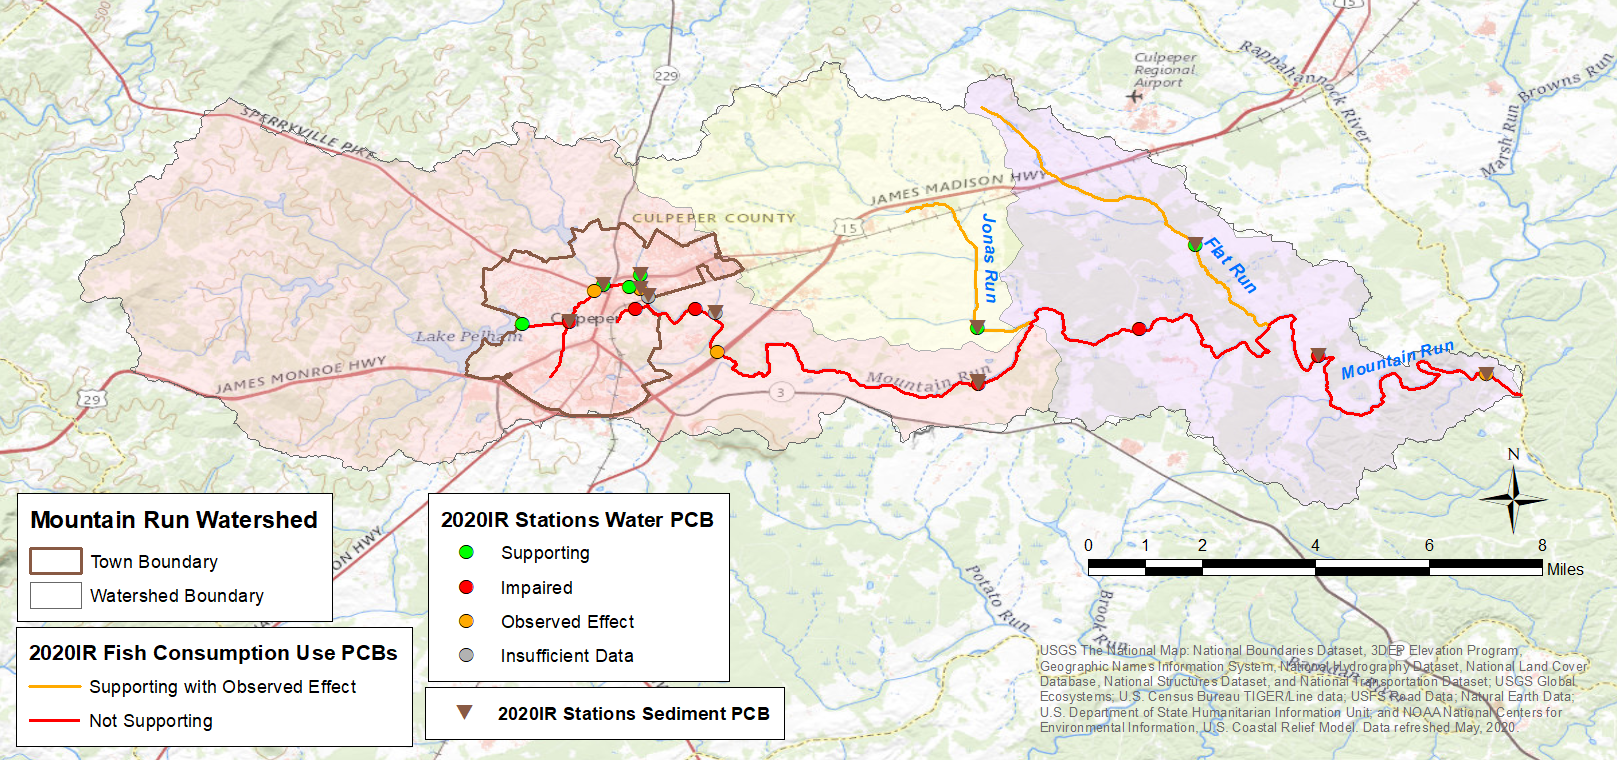 15
Culpeper
Regional
Airport
Rappahannock River
Browns Run
Marsh Run
229
SPERRYVILLE PIKE
JAMES MADISON HWY
CULPEPER COUNTY
15
Jonas Run
Flat Run
Culpeper
Lake Pelham
JAMES MONROE HWY
29
Mountain Run
3
Mountain Run
N
Mountain Run Watershed
Town Boundary
Watershed Boundary
2020IR Fish Consumption Use PCBs
Supporting with Observed Effect
Not Supporting
2020IR Stations Water PCB
Supporting
Impaired
Observed Effect
Insufficient Data
2020IR Stations Sediment PCB
ON HWY
0 1 2 4 6 8
Miles
Potato Run
Brook Run
USGS The National Map: National Boundaries Dataset, 3DEP Elevation Program,
Geographic Names Information System, National Hydrography Dataset, National Land Cover
Database, National Structures Dataset, and National Transportation Dataset; USGS Global
Ecosystems; U.S. Census Bureau TIGER/Line data; USFS Road Data; Natural Earth Data;
U.S. Department of State Humanitarian Information Unit; and NOAA National Centers for
Environmental Information, U.S. Coastal Relief Model. Data refreshed May, 2020.